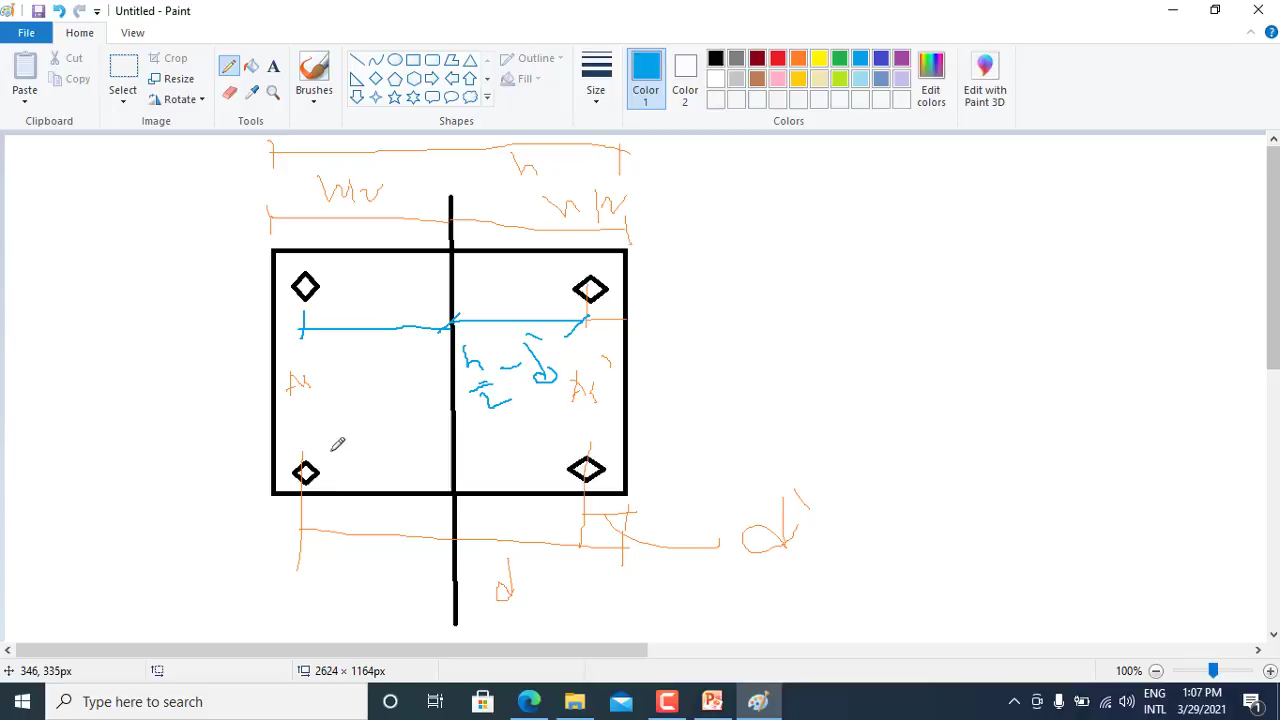 Untitled - Paint
File
Home
View
Paste
Cut
Copy
Clipboard
Select
Crop
Resize
Rotate
Image
A
Tools
Brushes
Outline
Fill
Shapes
Size
Color
1
Color
2
Edit
colors
Colors
Edit with
Paint 3D
h
h
2
- d'
d'
d
346, 335px
2624 × 1164px
100%
Type here to search
ENG
INTL
1:07 PM
3/29/2021
1